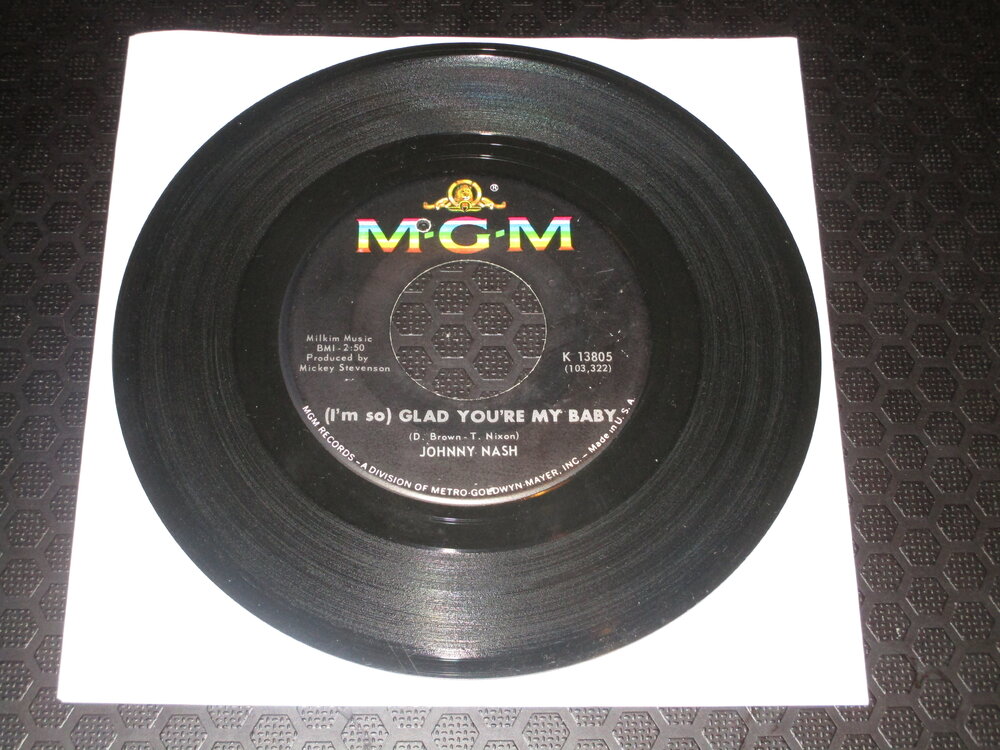 ®
M-G-M
Milkim Music
BMI - 2:50
Produced by
Mickey Stevenson
K 13805
(103,322)
(I'm so) GLAD YOU'RE MY BABY
(D. Brown - T. Nixon)
JOHNNY NASH
MGM RECORDS – A DIVISION OF METRO-GOLDWYN-MAYER, INC. – Made in U.S.A.